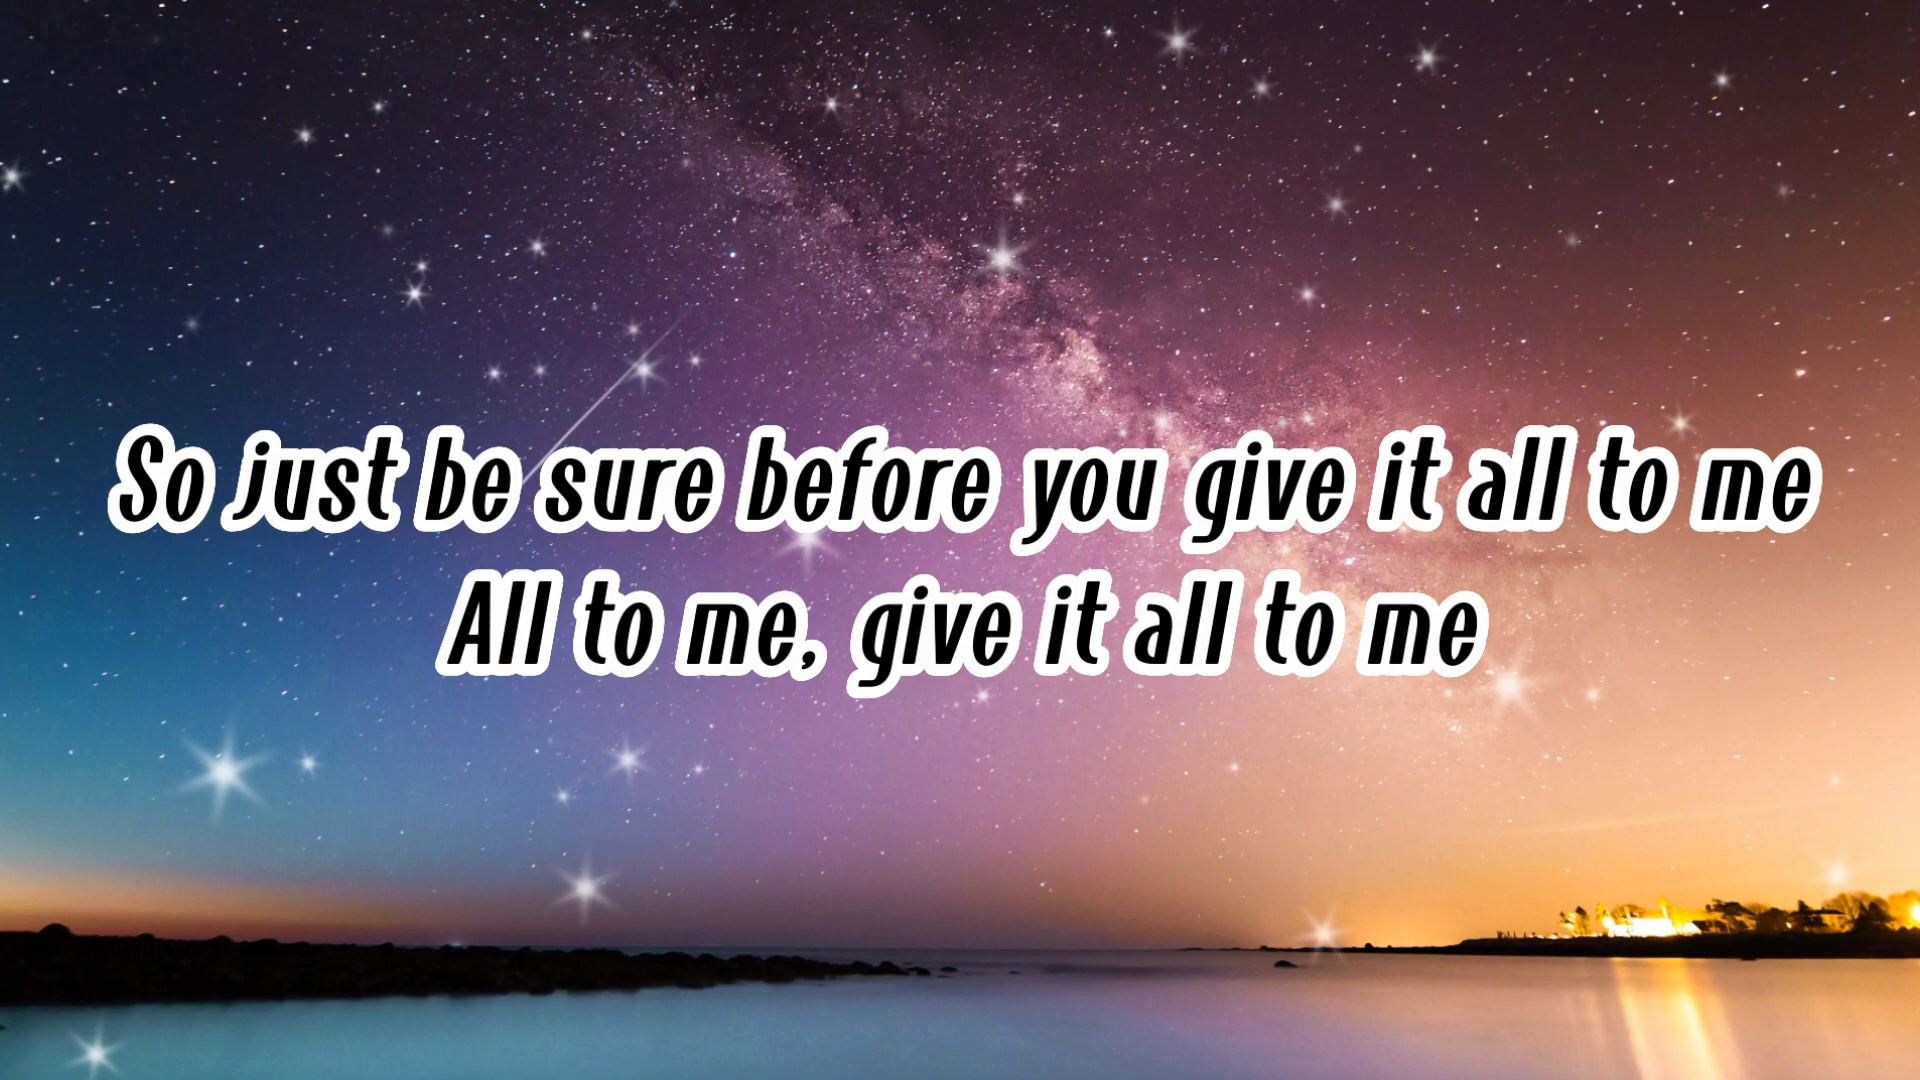 So just be sure before you give it all to me
All to me, give it all to me